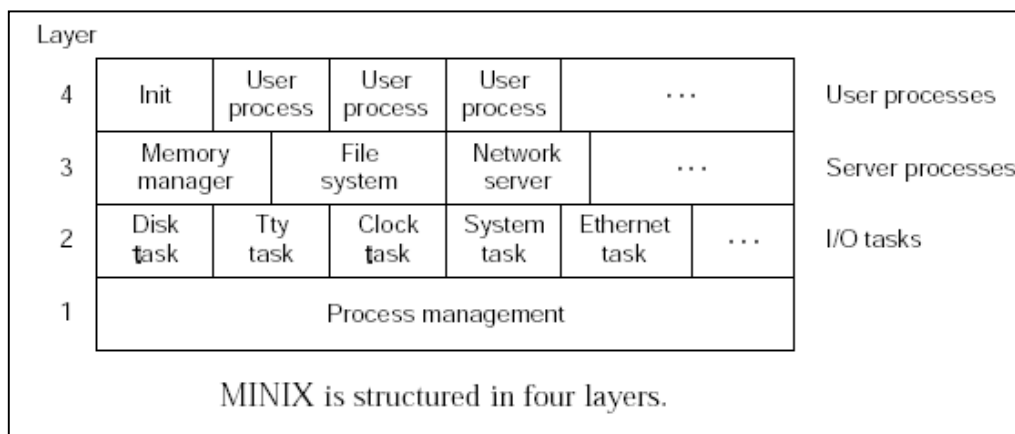 Layer
4 Init User process User process User process ... User processes
3 Memory manager File system Network server ... Server processes
2 Disk task Tty task Clock task System task Ethernet task ... I/O tasks
1 Process management
MINIX is structured in four layers.